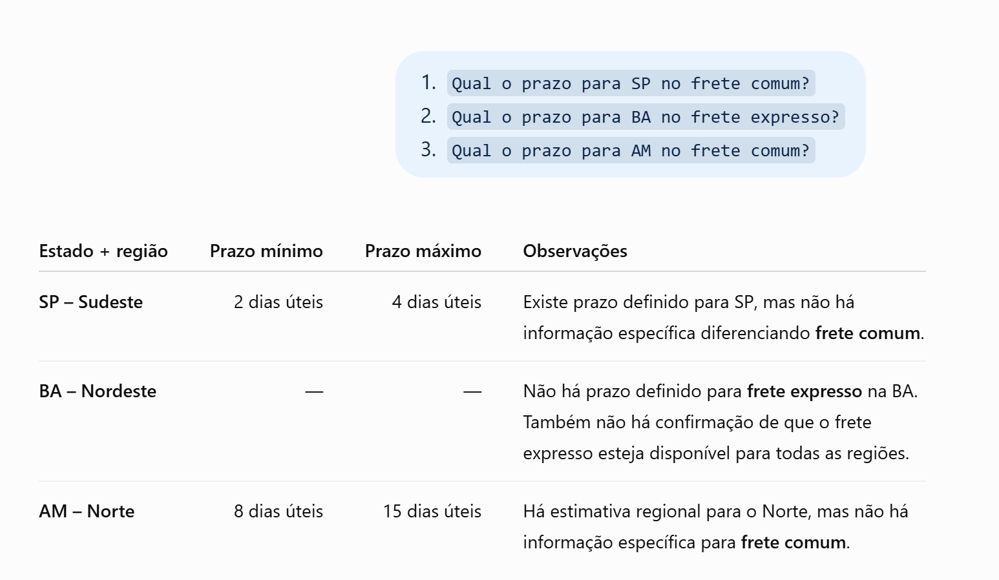 1. Qual o prazo para SP no frete comum?
2. Qual o prazo para BA no frete expresso?
3. Qual o prazo para AM no frete comum?
Estado + região Prazo mínimo Prazo máximo Observações
SP – Sudeste 2 dias úteis 4 dias úteis Existe prazo definido para SP, mas não há
informação específica diferenciando frete comum.
BA – Nordeste — — Não há prazo definido para frete expresso na BA.
Também não há confirmação de que o frete
expresso esteja disponível para todas as regiões.
AM – Norte 8 dias úteis 15 dias úteis Há estimativa regional para o Norte, mas não há
informação específica para frete comum.